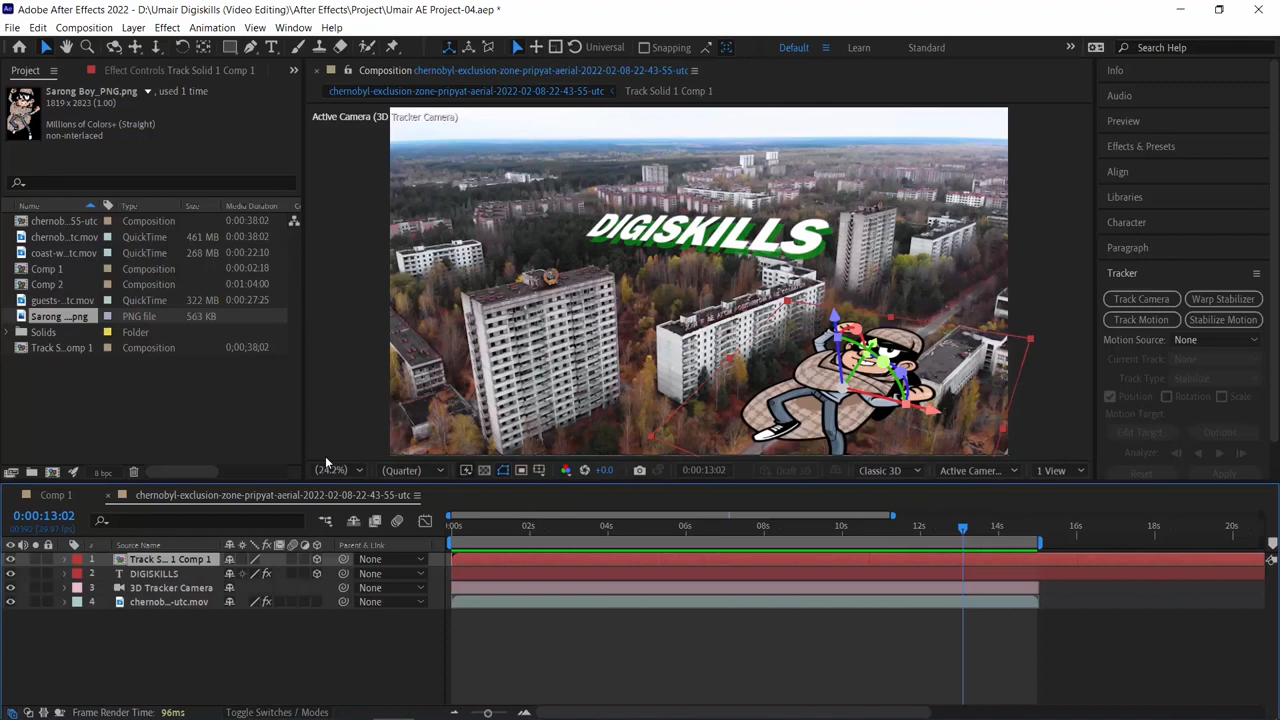 Ae Adobe After Effects 2022 - D:\Umair Digiskills (Video Editing)\After Effects\Project\Umair AE Project-04.aep *
File Edit Composition Layer Effect Animation View Window Help
Universal Snapping Default Learn Standard Search Help
Project Effect Controls Track Solid 1 Comp 1
Sarong Boy_PNG.png , used 1 time
1819 x 2823 (1.00)
Millions of Colors+ (Straight)
non-interlaced
Name Type Size Media Duration
chernob...55-utc Composition 0:00:38:02
chernob...tc.mov QuickTime 461 MB 0:00:38:02
coast-w...tc.mov QuickTime 268 MB 0:00:22:10
Comp 1 Composition 0:00:02:18
Comp 2 Composition 0:01:04:00
guests-...tc.mov QuickTime 322 MB 0:00:27:25
Sarong ....png PNG file 563 KB
Solids Folder
Track S...omp 1 Composition 0;00;38;02
8 bpc
Composition chernobyl-exclusion-zone-pripyat-aerial-2022-02-08-22-43-55-utc
chernobyl-exclusion-zone-pripyat-aerial-2022-02-08-22-43-55-utc Track Solid 1 Comp 1
Active Camera (3D Tracker Camera)
DIGISKILLS
(24.2%) (Quarter) +0.0 0:00:13:02 Draft 3D Classic 3D Active Camer... 1 View
Info
Audio
Preview
Effects & Presets
Align
Libraries
Character
Paragraph
Tracker
Track Camera Warp Stabilizer
Track Motion Stabilize Motion
Motion Source: None
Current Track: None
Track Type: Stabilize
Position Rotation Scale
Motion Target:
Edit Target... Options...
Analyze:
Reset Apply
Comp 1 chernobyl-exclusion-zone-pripyat-aerial-2022-02-08-22-43-55-utc
0:00:13:02
00392 (29.97 fps)
:00s 02s 04s 06s 08s 10s 12s 14s 16s 18s 20s
# Source Name fx Parent & Link
1 Track S... 1 Comp 1 None
2 T DIGISKILLS fx None
3 3D Tracker Camera None
4 chernob...-utc.mov fx None
Frame Render Time: 96ms Toggle Switches / Modes